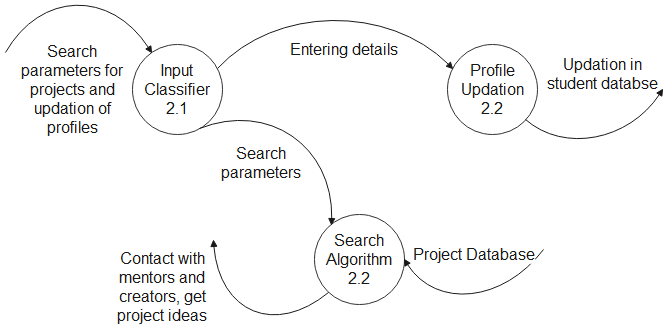 Search
parameters for
projects and
updation of
profiles
Input
Classifier
2.1
Entering details
Profile
Updation
2.2
Updation in
student databse
Search
parameters
Search
Algorithm
2.2
Project Database
Contact with
mentors and
creators, get
project ideas